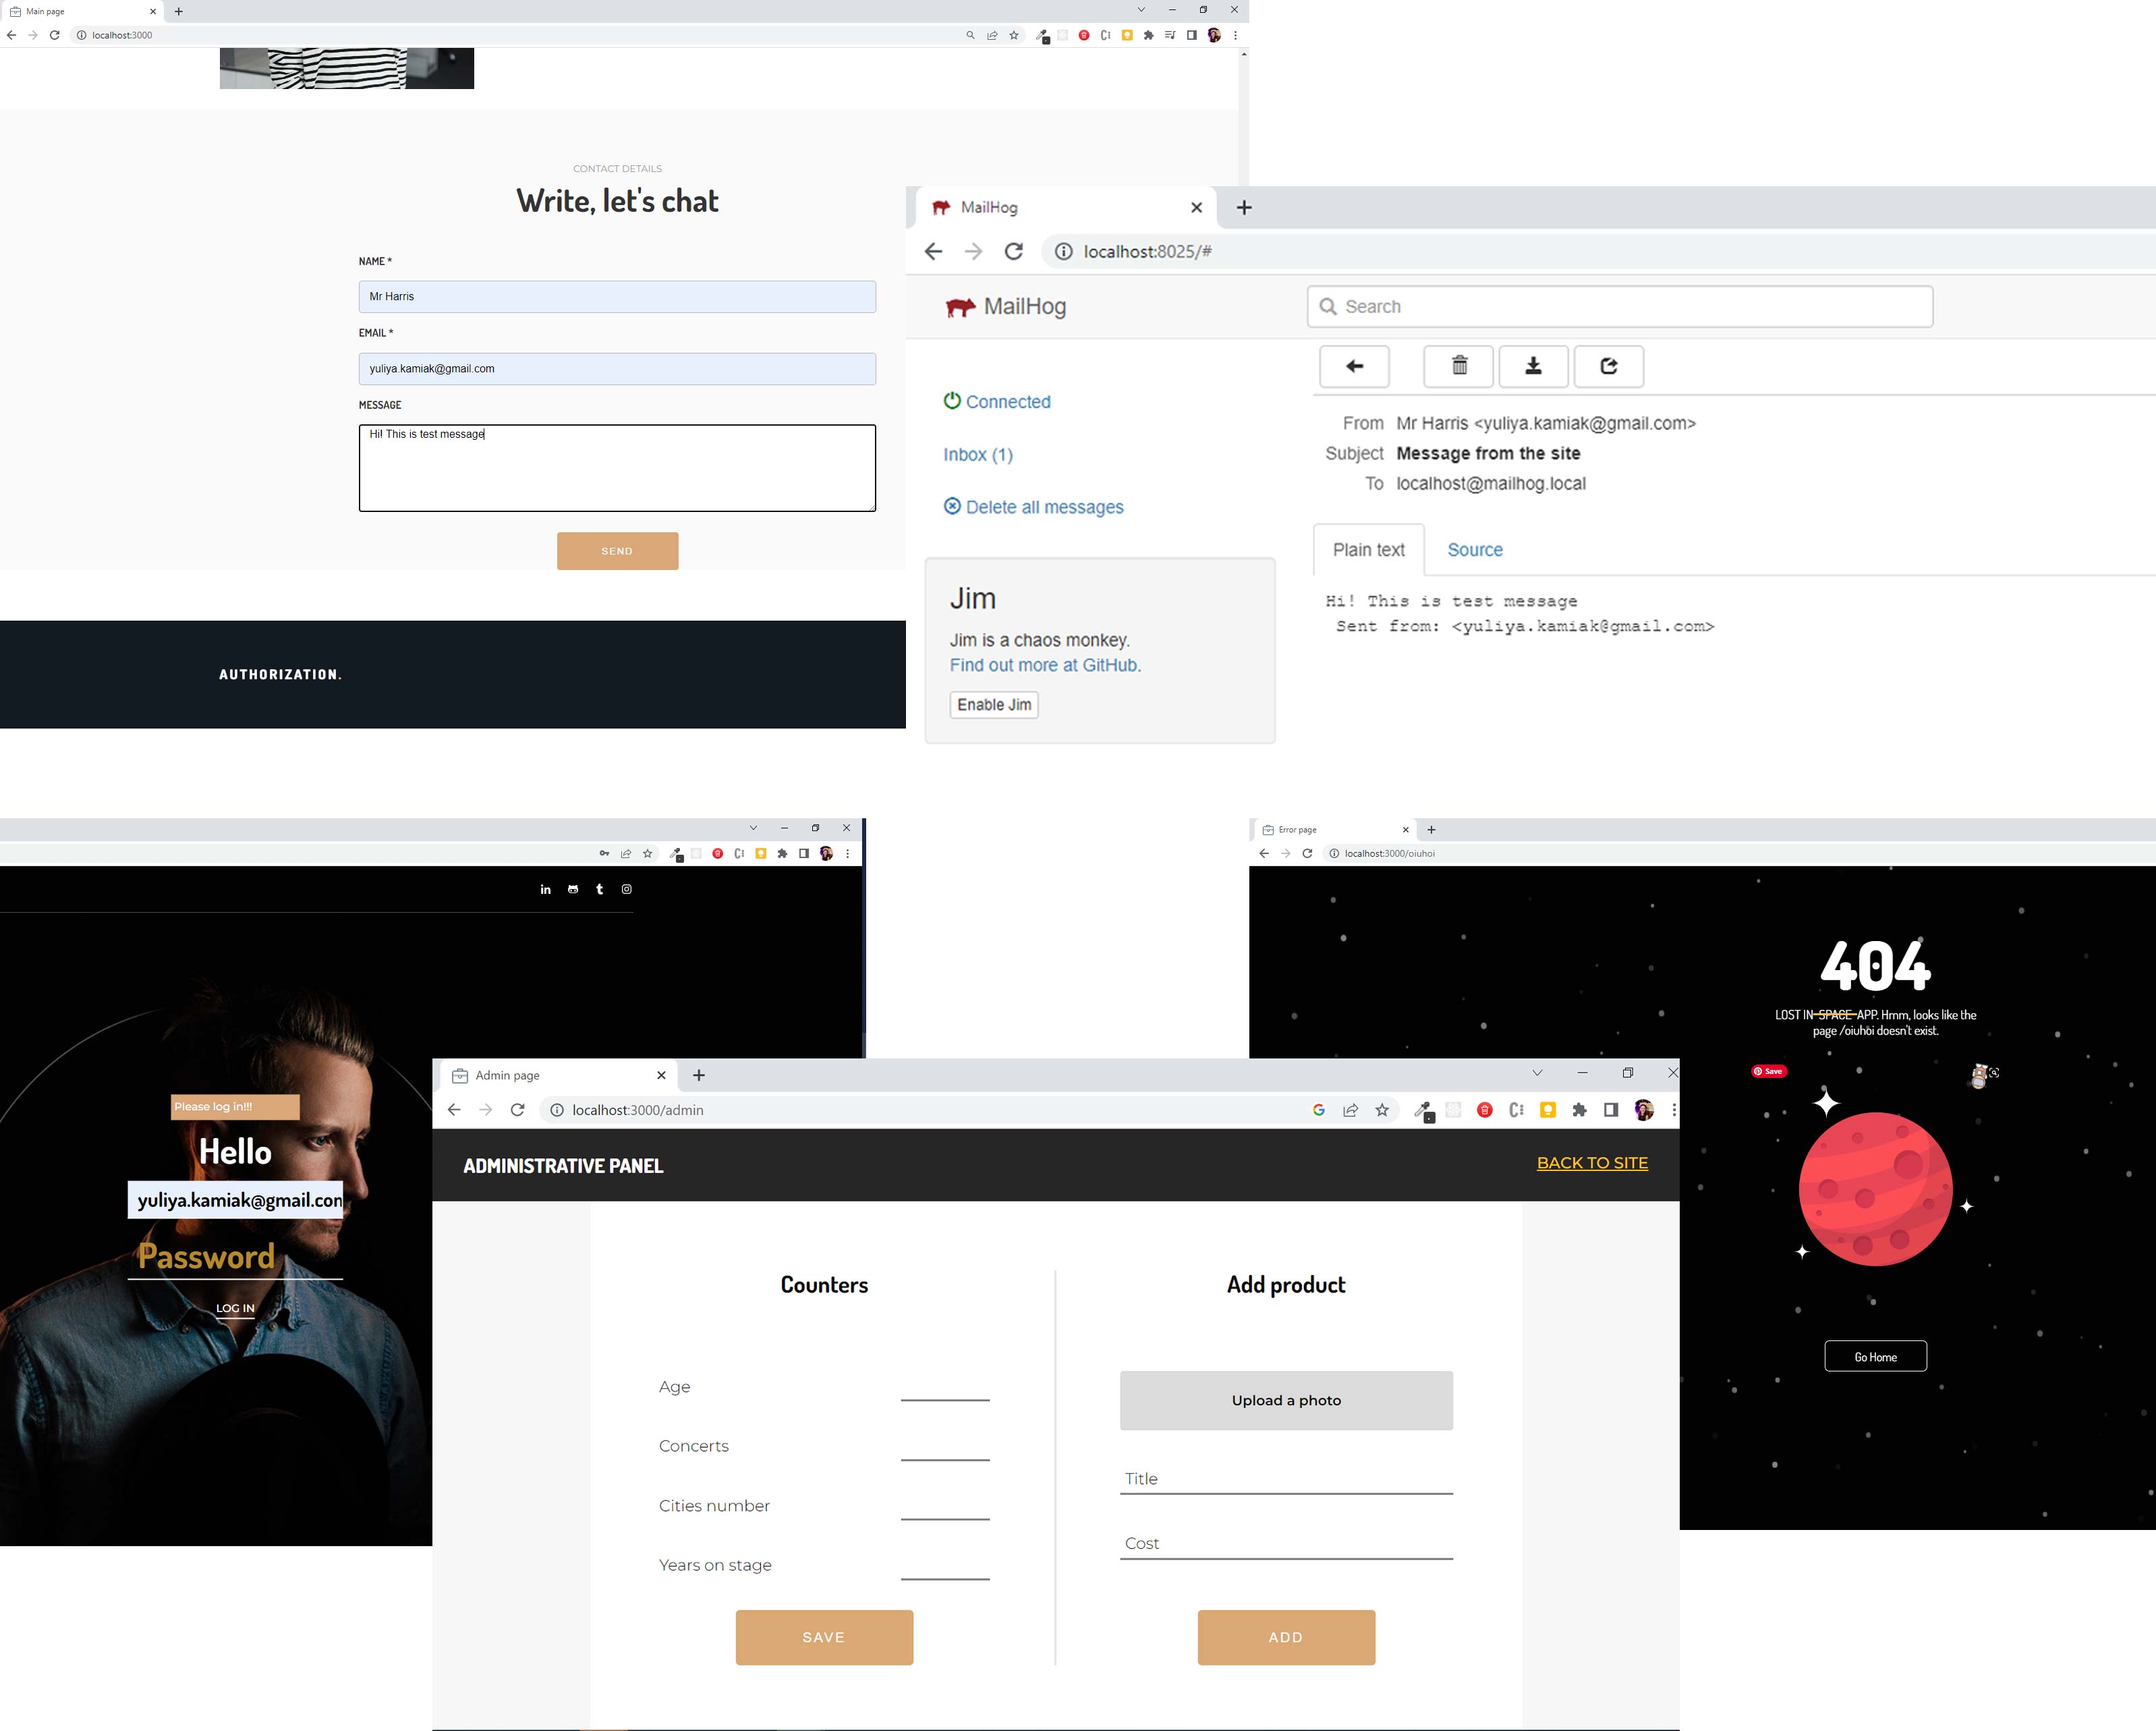 Main page
localhost:3000
CONTACT DETAILS
Write, let's chat
NAME *
Mr Harris
EMAIL *
yuliya.kamiak@gmail.com
MESSAGE
Hi! This is test message
SEND
AUTHORIZATION.
MailHog
localhost:8025/#
MailHog
Search
Connected
Inbox (1)
Delete all messages
Jim
Jim is a chaos monkey.
Find out more at GitHub.
Enable Jim
From Mr Harris <yuliya.kamiak@gmail.com>
Subject Message from the site
To localhost@mailhog.local
Plain text Source
Hi! This is test message
Sent from: <yuliya.kamiak@gmail.com>
Please log in!!!
Hello
yuliya.kamiak@gmail.com
Password
LOG IN
Error page
localhost:3000/oiuhoi
404
LOST IN SPACE APP. Hmm, looks like the
page /oiuhoi doesn't exist.
Save
Go Home
Admin page
localhost:3000/admin
ADMINISTRATIVE PANEL
BACK TO SITE
Counters
Age
Concerts
Cities number
Years on stage
SAVE
Add product
Upload a photo
Title
Cost
ADD